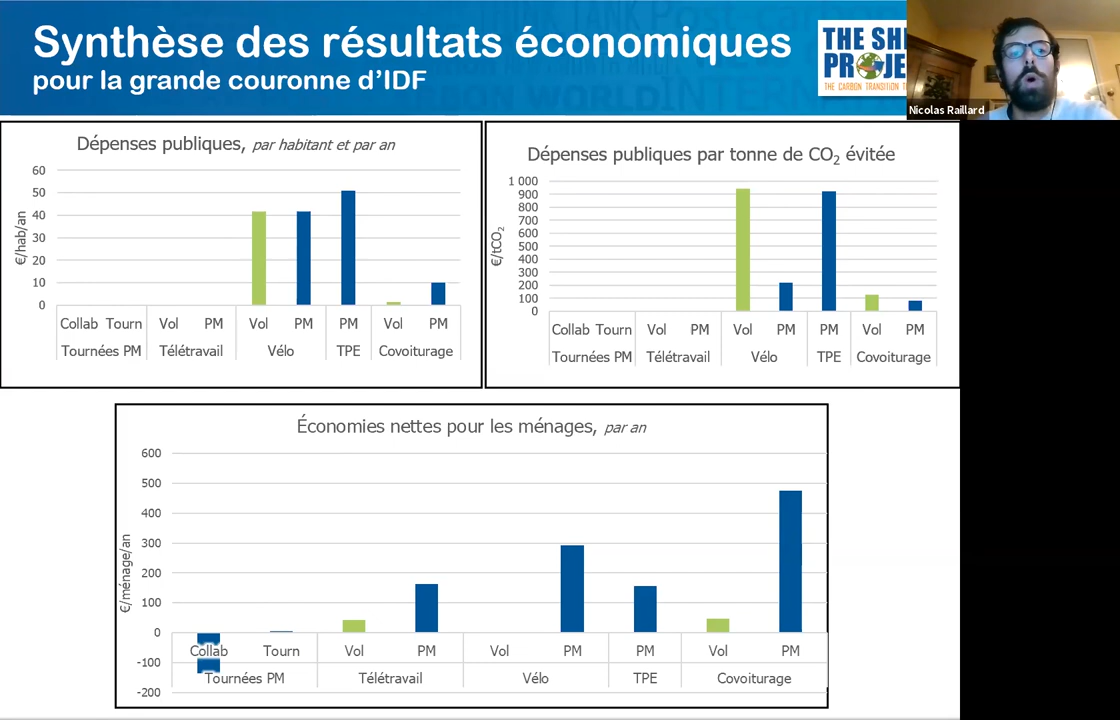 Synthèse des résultats économiques
pour la grande couronne d'IDF
THE SHI
PROJE
THE CARBON TRANSITION T
Nicolas Raillard
Dépenses publiques, par habitant et par an
€/hab/an
60
50
40
30
20
10
0
Collab Tourn Vol PM Vol PM PM Vol PM
Tournées PM Télétravail Vélo TPE Covoiturage
Dépenses publiques par tonne de CO₂ évitée
€/tCO₂
1 000
900
800
700
600
500
400
300
200
100
0
Collab Tourn Vol PM Vol PM PM Vol PM
Tournées PM Télétravail Vélo TPE Covoiturage
Économies nettes pour les ménages, par an
€/ménage/an
600
500
400
300
200
100
0
-100
-200
Collab Tourn Vol PM Vol PM PM Vol PM
Tournées PM Télétravail Vélo TPE Covoiturage